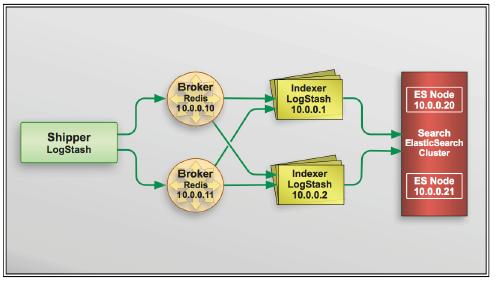 Shipper
LogStash
Broker
Redis
10.0.0.10
Broker
Redis
10.0.0.11
Indexer
LogStash
10.0.0.1
Indexer
LogStash
10.0.0.2
ES Node
10.0.0.20
Search
ElasticSearch
Cluster
ES Node
10.0.0.21